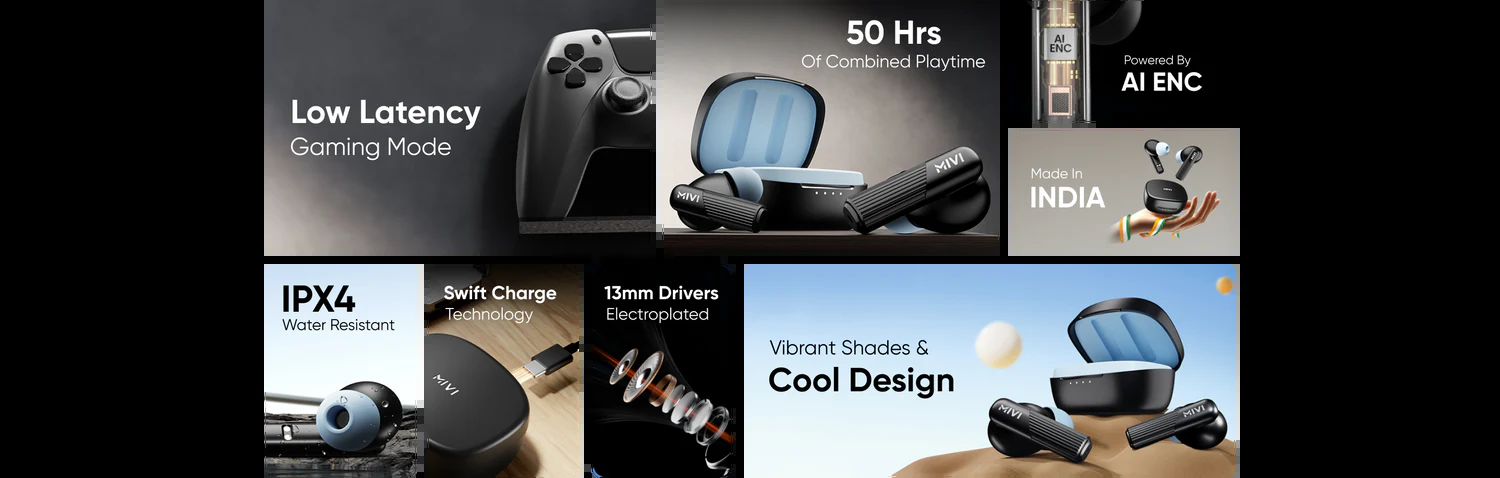 Low Latency
Gaming Mode
50 Hrs
Of Combined Playtime
MIVI
MIVI
AI
ENC
Powered By
AI ENC
Made In
INDIA
MIVI
IPX4
Water Resistant
Swift Charge
Technology
MIVI
13mm Drivers
Electroplated
Vibrant Shades &
Cool Design
MIVI
MIVI